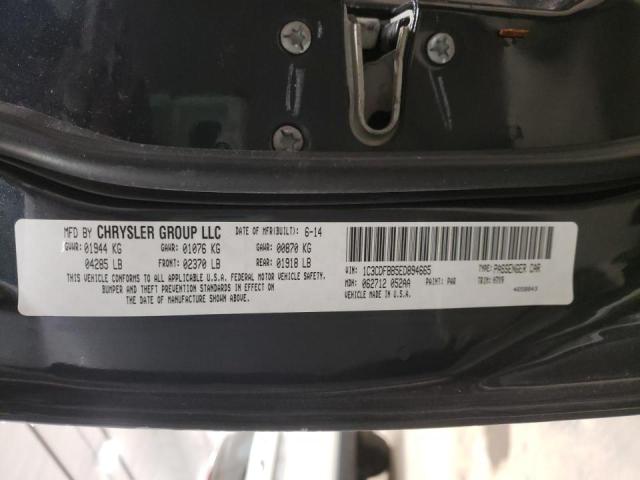 MFD BY CHRYSLER GROUP LLC DATE OF MFR(BUILT): 6-14
GVWR: 01944 KG GAWR: 01076 KG GAWR: 00870 KG
04285 LB FRONT: 02370 LB REAR: 01918 LB
THIS VEHICLE CONFORMS TO ALL APPLICABLE U.S.A. FEDERAL MOTOR VEHICLE SAFETY,
BUMPER AND THEFT PREVENTION STANDARDS IN EFFECT ON
THE DATE OF MANUFACTURE SHOWN ABOVE.
VIN: 1C3CDFBB5ED894665 TYPE: PASSENGER CAR
MDH: 062712 052AA PAINT: PAR TRIM:
MADE IN U.S.A.